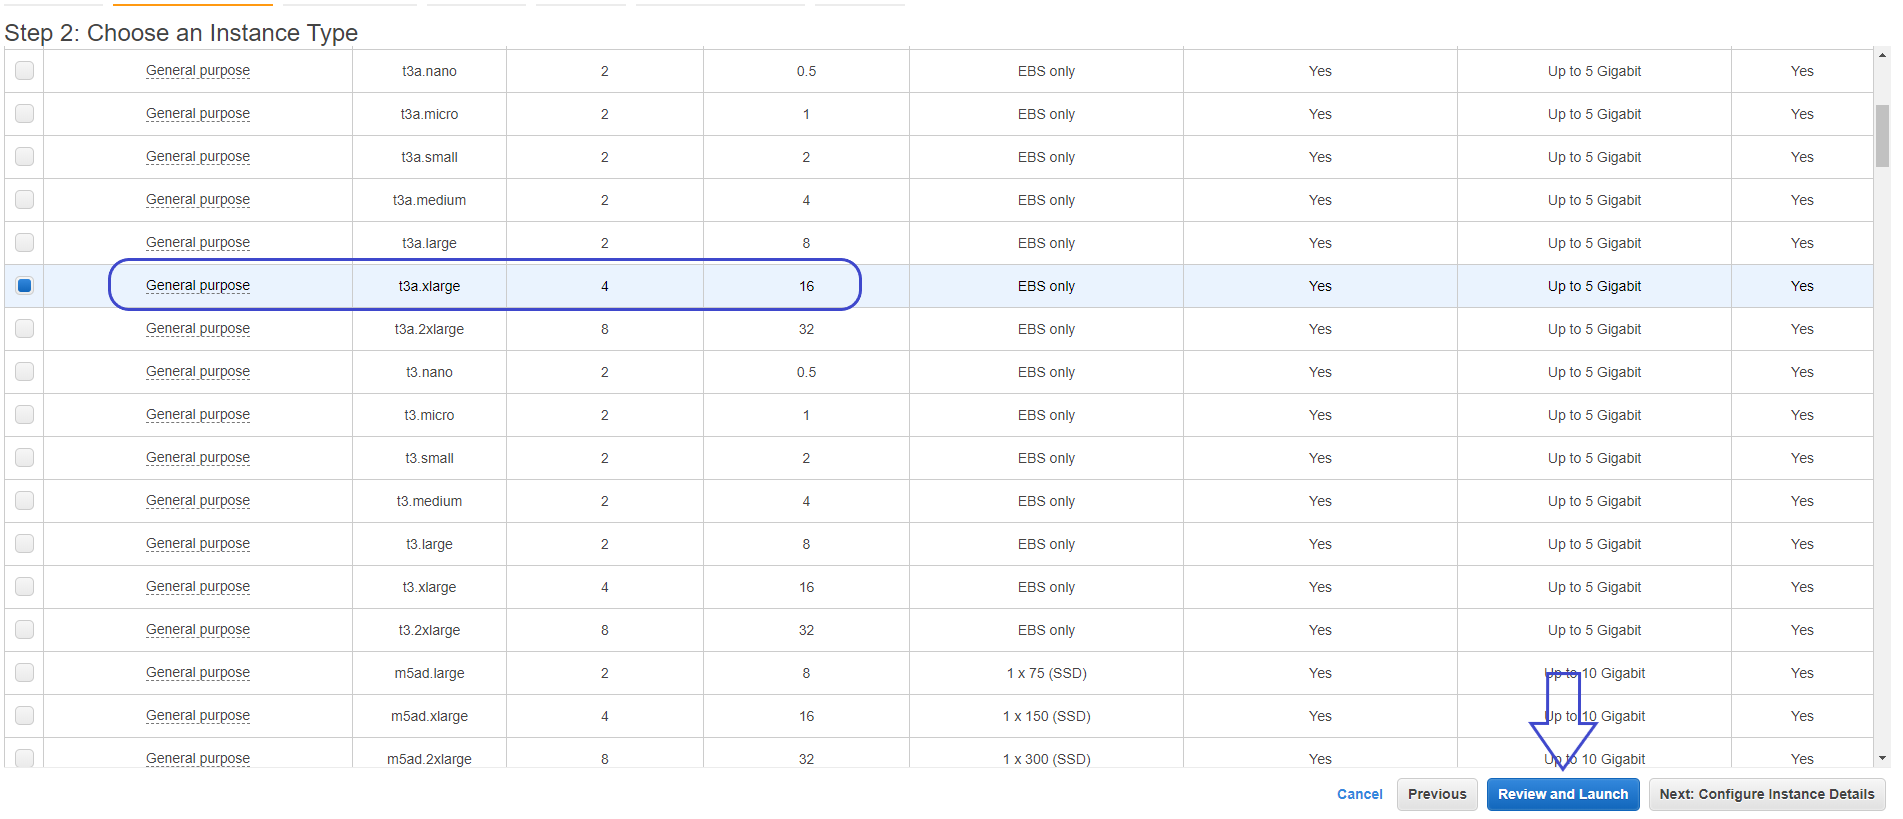 Step 2: Choose an Instance Type
General purpose t3a.nano 2 0.5 EBS only Yes Up to 5 Gigabit Yes
General purpose t3a.micro 2 1 EBS only Yes Up to 5 Gigabit Yes
General purpose t3a.small 2 2 EBS only Yes Up to 5 Gigabit Yes
General purpose t3a.medium 2 4 EBS only Yes Up to 5 Gigabit Yes
General purpose t3a.large 2 8 EBS only Yes Up to 5 Gigabit Yes
General purpose t3a.xlarge 4 16 EBS only Yes Up to 5 Gigabit Yes
General purpose t3a.2xlarge 8 32 EBS only Yes Up to 5 Gigabit Yes
General purpose t3.nano 2 0.5 EBS only Yes Up to 5 Gigabit Yes
General purpose t3.micro 2 1 EBS only Yes Up to 5 Gigabit Yes
General purpose t3.small 2 2 EBS only Yes Up to 5 Gigabit Yes
General purpose t3.medium 2 4 EBS only Yes Up to 5 Gigabit Yes
General purpose t3.large 2 8 EBS only Yes Up to 5 Gigabit Yes
General purpose t3.xlarge 4 16 EBS only Yes Up to 5 Gigabit Yes
General purpose t3.2xlarge 8 32 EBS only Yes Up to 5 Gigabit Yes
General purpose m5ad.large 2 8 1 x 75 (SSD) Yes Up to 10 Gigabit Yes
General purpose m5ad.xlarge 4 16 1 x 150 (SSD) Yes Up to 10 Gigabit Yes
General purpose m5ad.2xlarge 8 32 1 x 300 (SSD) Yes Up to 10 Gigabit Yes
Cancel Previous Review and Launch Next: Configure Instance Details